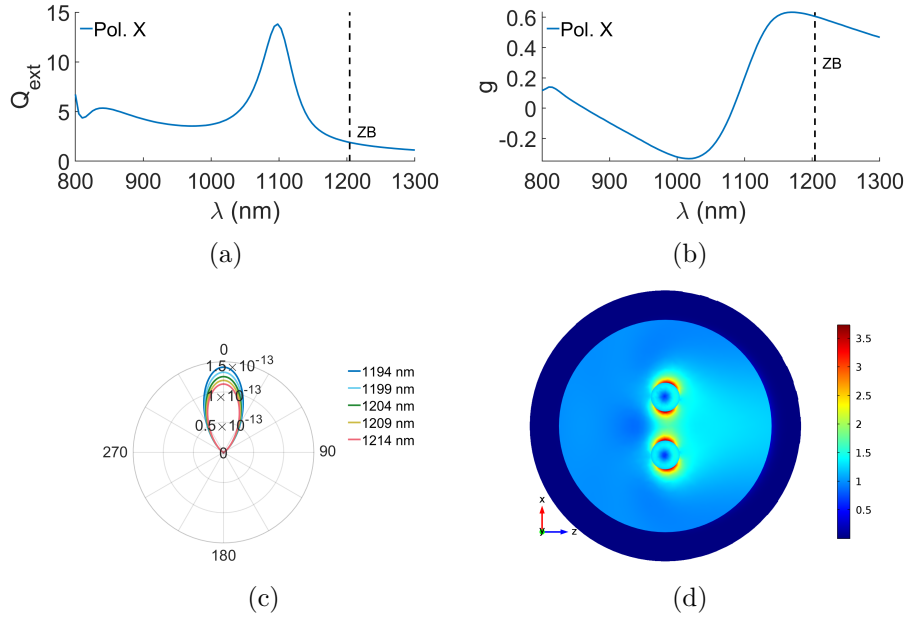 Pol. X
Q_ext
15
10
5
0
ZB
800
900
1000
1100
1200
1300
λ (nm)
(a)
Pol. X
g
0.6
0.4
0.2
0
-0.2
ZB
800
900
1000
1100
1200
1300
λ (nm)
(b)
0
1.5×10⁻¹³
1×10⁻¹³
0.5×10⁻¹³
0
270
90
180
1194 nm
1199 nm
1204 nm
1209 nm
1214 nm
(c)
3.5
3
2.5
2
1.5
1
0.5
x
y
z
(d)